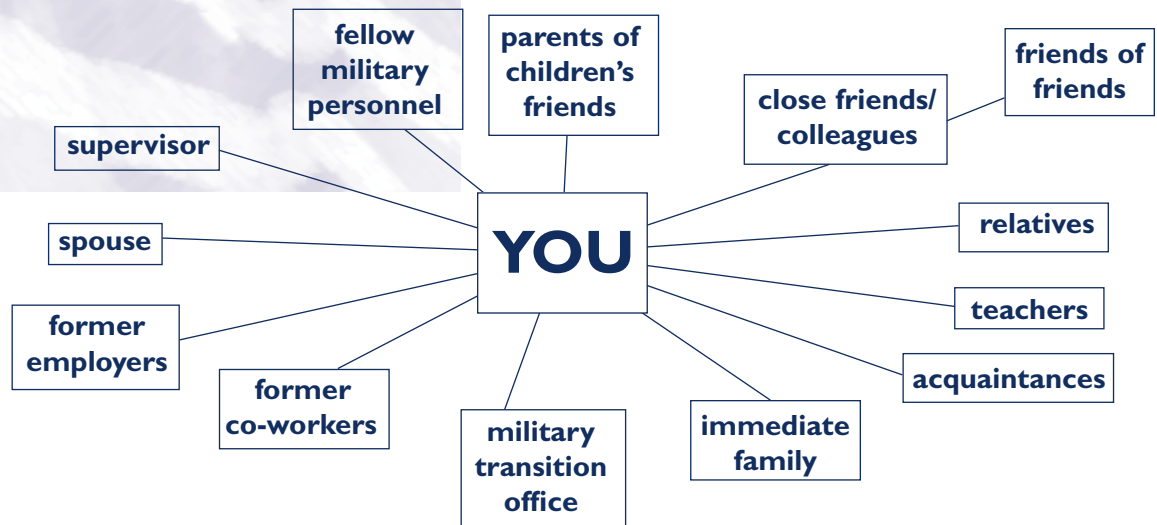 fellow
military
personnel
parents of
children’s
friends
close friends/
colleagues
friends of
friends
supervisor
spouse
YOU
relatives
former
employers
teachers
former
co-workers
acquaintances
military
transition
office
immediate
family